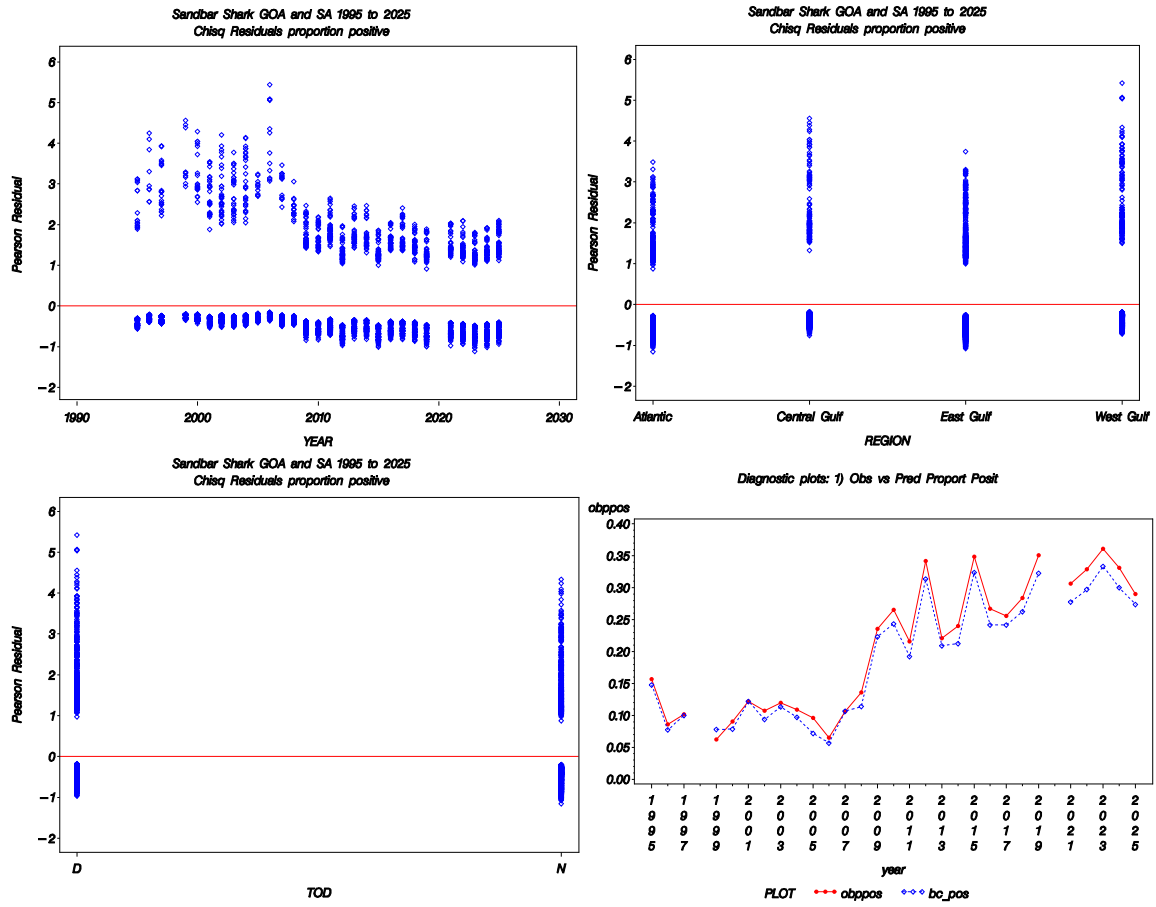 Sandbar Shark GOA and SA 1995 to 2025
Chisq Residuals proportion positive
Pearson Residual
6
5
4
3
2
1
0
−1
−2
1990 2000 2010 2020 2030
YEAR
Sandbar Shark GOA and SA 1995 to 2025
Chisq Residuals proportion positive
Pearson Residual
6
5
4
3
2
1
0
−1
−2
Atlantic Central Gulf East Gulf West Gulf
REGION
Sandbar Shark GOA and SA 1995 to 2025
Chisq Residuals proportion positive
Pearson Residual
6
5
4
3
2
1
0
−1
−2
D N
TOD
Diagnostic plots: 1) Obs vs Pred Proport Posit
obppos
0.40
0.35
0.30
0.25
0.20
0.15
0.10
0.05
0.00
1995 1997 1999 2001 2003 2005 2007 2009 2011 2013 2015 2017 2019 2021 2023 2025
year
PLOT obppos bc_pos